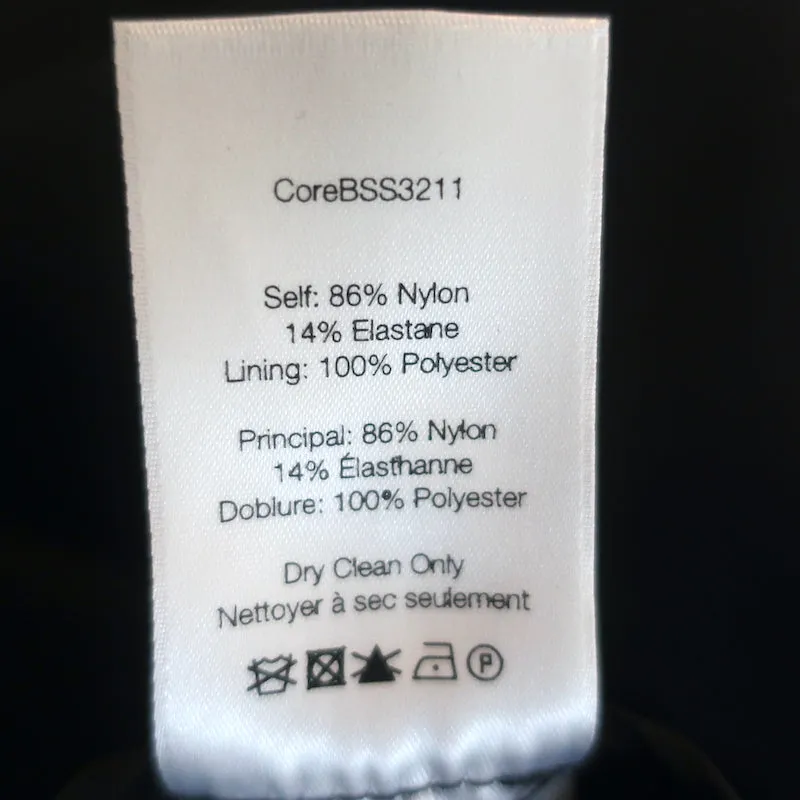 CoreBSS3211
Self: 86% Nylon
14% Elastane
Lining: 100% Polyester
Principal: 86% Nylon
14% Élasthanne
Doblure: 100% Polyester
Dry Clean Only
Nettoyer à sec seulement
P